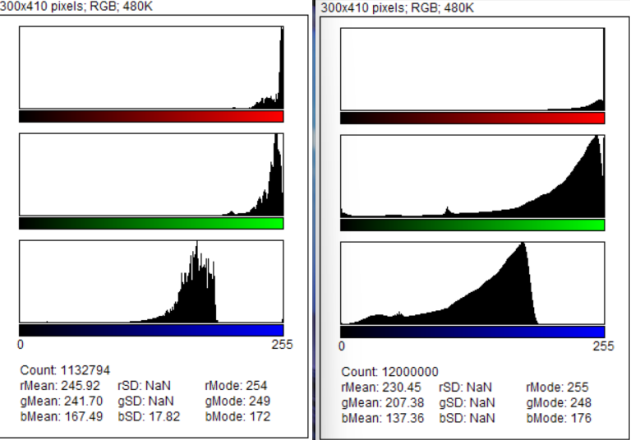 300x410 pixels; RGB; 480K
0 255
Count: 1132794
rMean: 245.92 rSD: NaN rMode: 254
gMean: 241.70 gSD: NaN gMode: 249
bMean: 167.49 bSD: 17.82 bMode: 172
300x410 pixels; RGB; 480K
0 255
Count: 12000000
rMean: 230.45 rSD: NaN rMode: 255
gMean: 207.38 gSD: NaN gMode: 248
bMean: 137.36 bSD: NaN bMode: 176